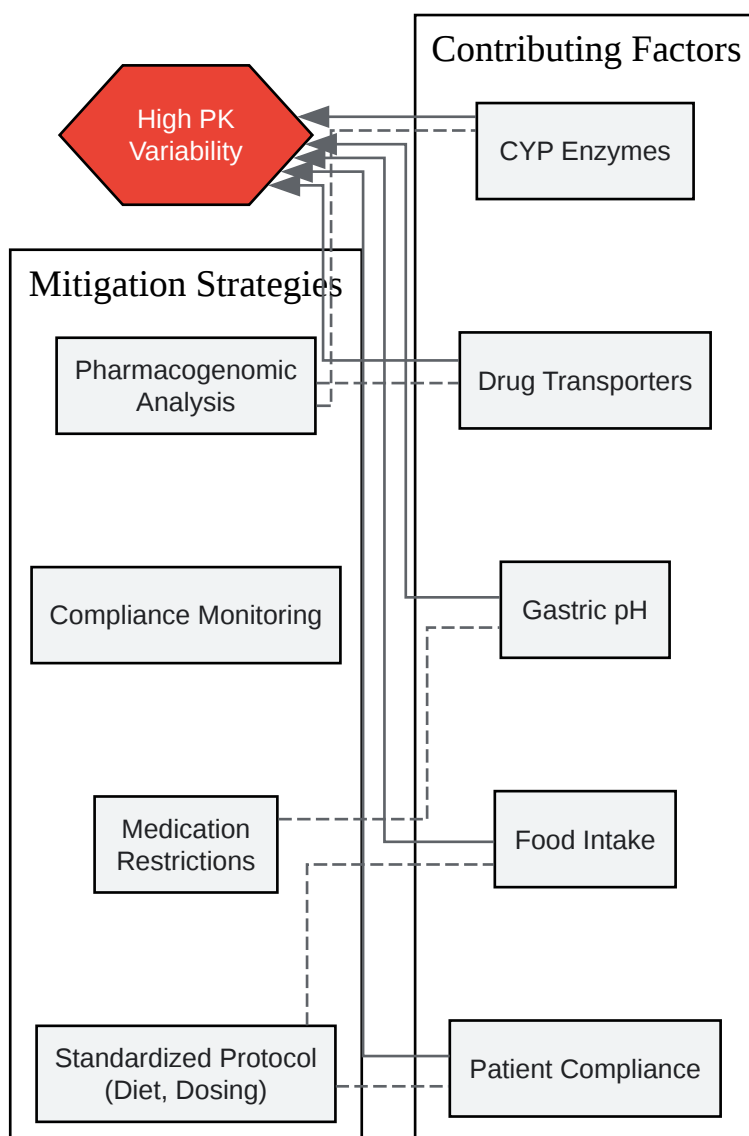 Contributing Factors
High PK
Variability
CYP Enzymes
Mitigation Strategies
Pharmacogenomic
Analysis
Drug Transporters
Compliance Monitoring
Gastric pH
Medication
Restrictions
Food Intake
Standardized Protocol
(Diet, Dosing)
Patient Compliance